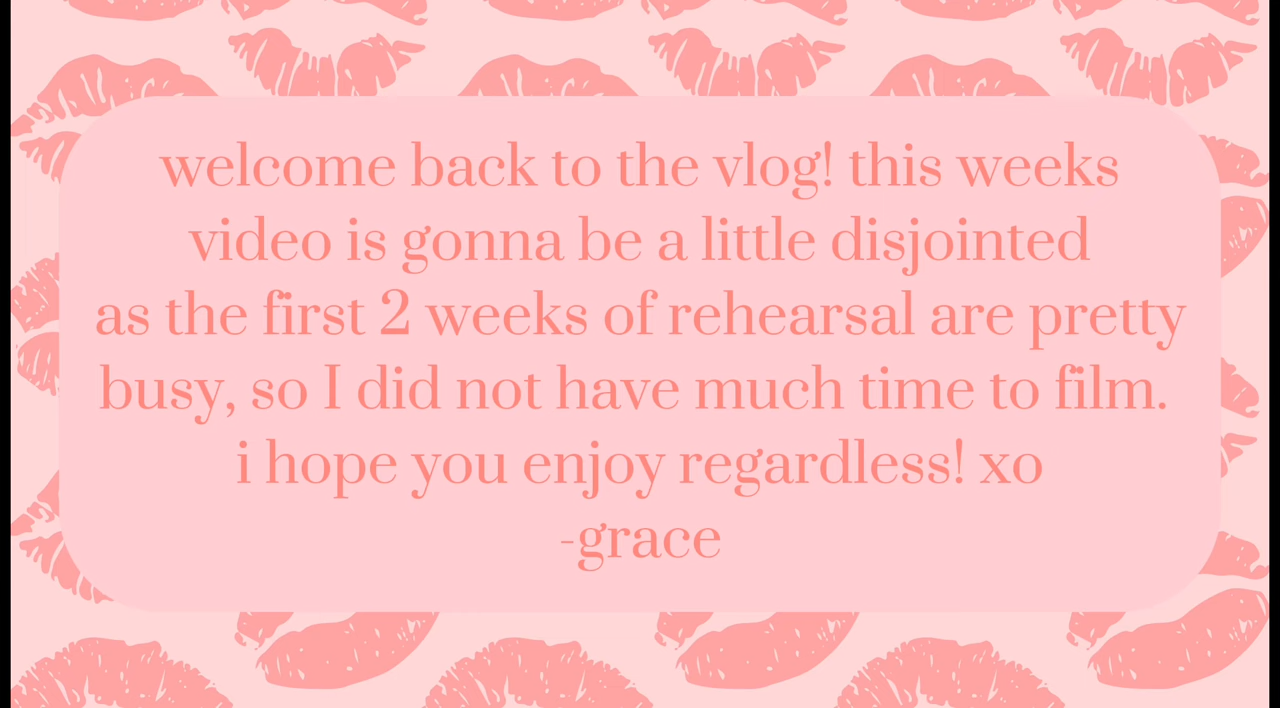 welcome back to the vlog! this weeks
video is gonna be a little disjointed
as the first 2 weeks of rehearsal are pretty
busy, so I did not have much time to film.
i hope you enjoy regardless! xo
-grace